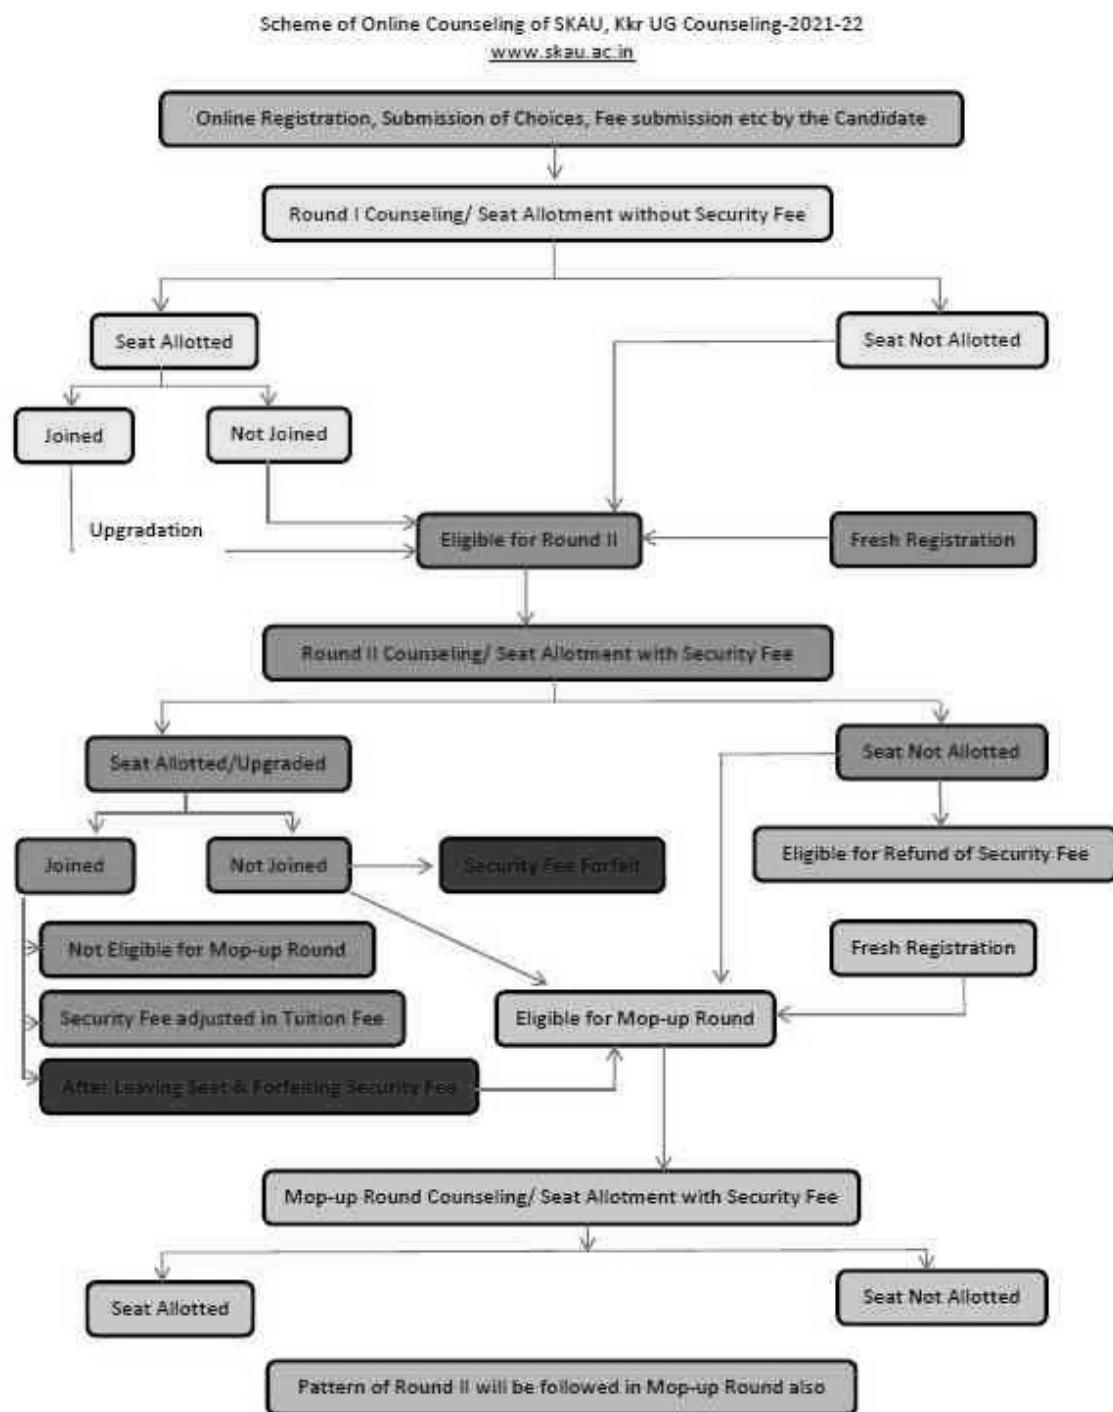 Scheme of Online Counseling of SKAU, Kkr UG Counseling-2021-22
www.skau.ac.in
Online Registration, Submission of Choices, Fee submission etc by the Candidate
Round I Counseling/ Seat Allotment without Security Fee
Seat Allotted
Seat Not Allotted
Joined
Not Joined
Upgradation
Eligible for Round II
Fresh Registration
Round II Counseling/ Seat Allotment with Security Fee
Seat Allotted/Upgraded
Seat Not Allotted
Joined
Not Joined
Security Fee Forfeit
Eligible for Refund of Security Fee
Not Eligible for Mop-up Round
Fresh Registration
Security Fee adjusted in Tuition Fee
Eligible for Mop-up Round
After Leaving Seat & Forfeiting Security Fee
Mop-up Round Counseling/ Seat Allotment with Security Fee
Seat Allotted
Seat Not Allotted
Pattern of Round II will be followed in Mop-up Round also